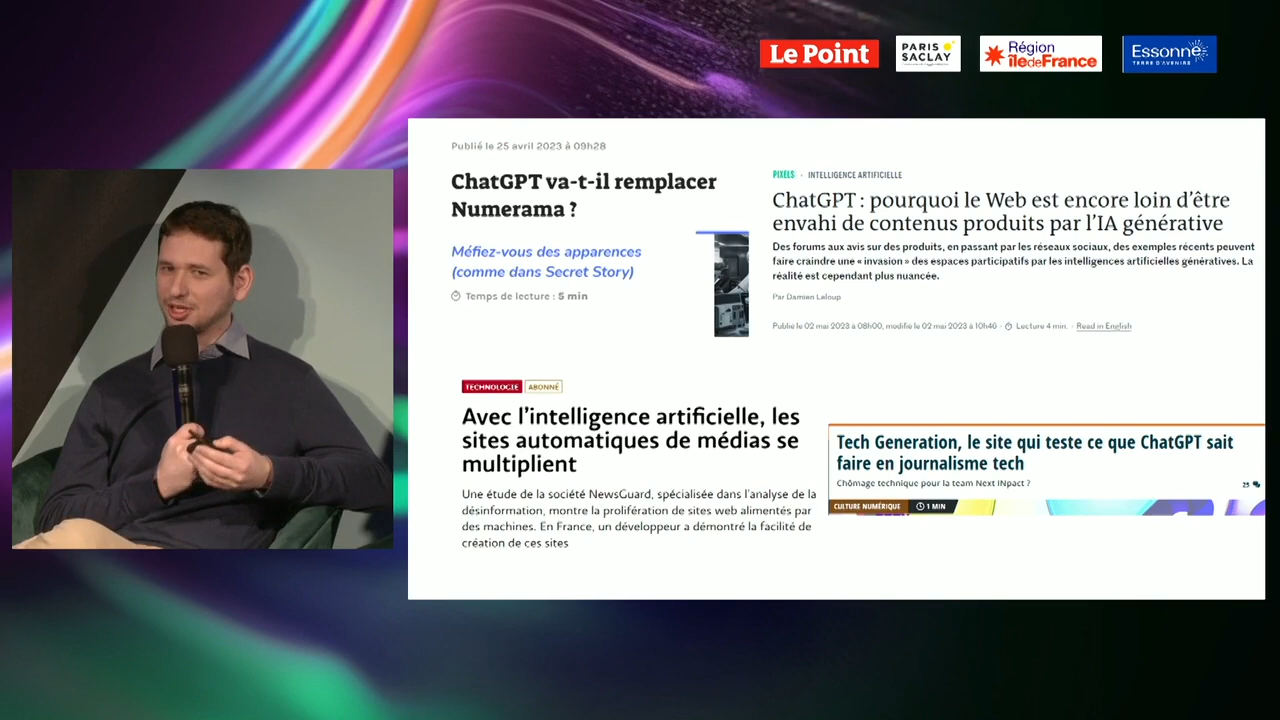 Le Point
PARIS
SACLAY
Région
îledeFrance
Essonne
TERRE D'AVENIR
Publié le 25 avril 2023 à 09h28
ChatGPT va-t-il remplacer
Numerama ?
Méfiez-vous des apparences
(comme dans Secret Story)
Temps de lecture : 5 min
PIXELS · INTELLIGENCE ARTIFICIELLE
ChatGPT : pourquoi le Web est encore loin d'être
envahi de contenus produits par l'IA générative
Des forums aux avis sur des produits, en passant par les réseaux sociaux, des exemples récents peuvent
faire craindre une « invasion » des espaces participatifs par les intelligences artificielles génératives. La
réalité est cependant plus nuancée.
Par Damien Leloup
Publié le 02 mai 2023 à 08h00, modifié le 02 mai 2023 à 10h40 · Lecture 4 min. · Read in English
TECHNOLOGIE ABONNÉ
Avec l'intelligence artificielle, les
sites automatiques de médias se
multiplient
Une étude de la société NewsGuard, spécialisée dans l'analyse de la
désinformation, montre la prolifération de sites web alimentés par
des machines. En France, un développeur a démontré la facilité de
création de ces sites
Tech Generation, le site qui teste ce que ChatGPT sait
faire en journalisme tech
Chômage technique pour la team Next INpact ?
25
CULTURE NUMÉRIQUE 1 MIN